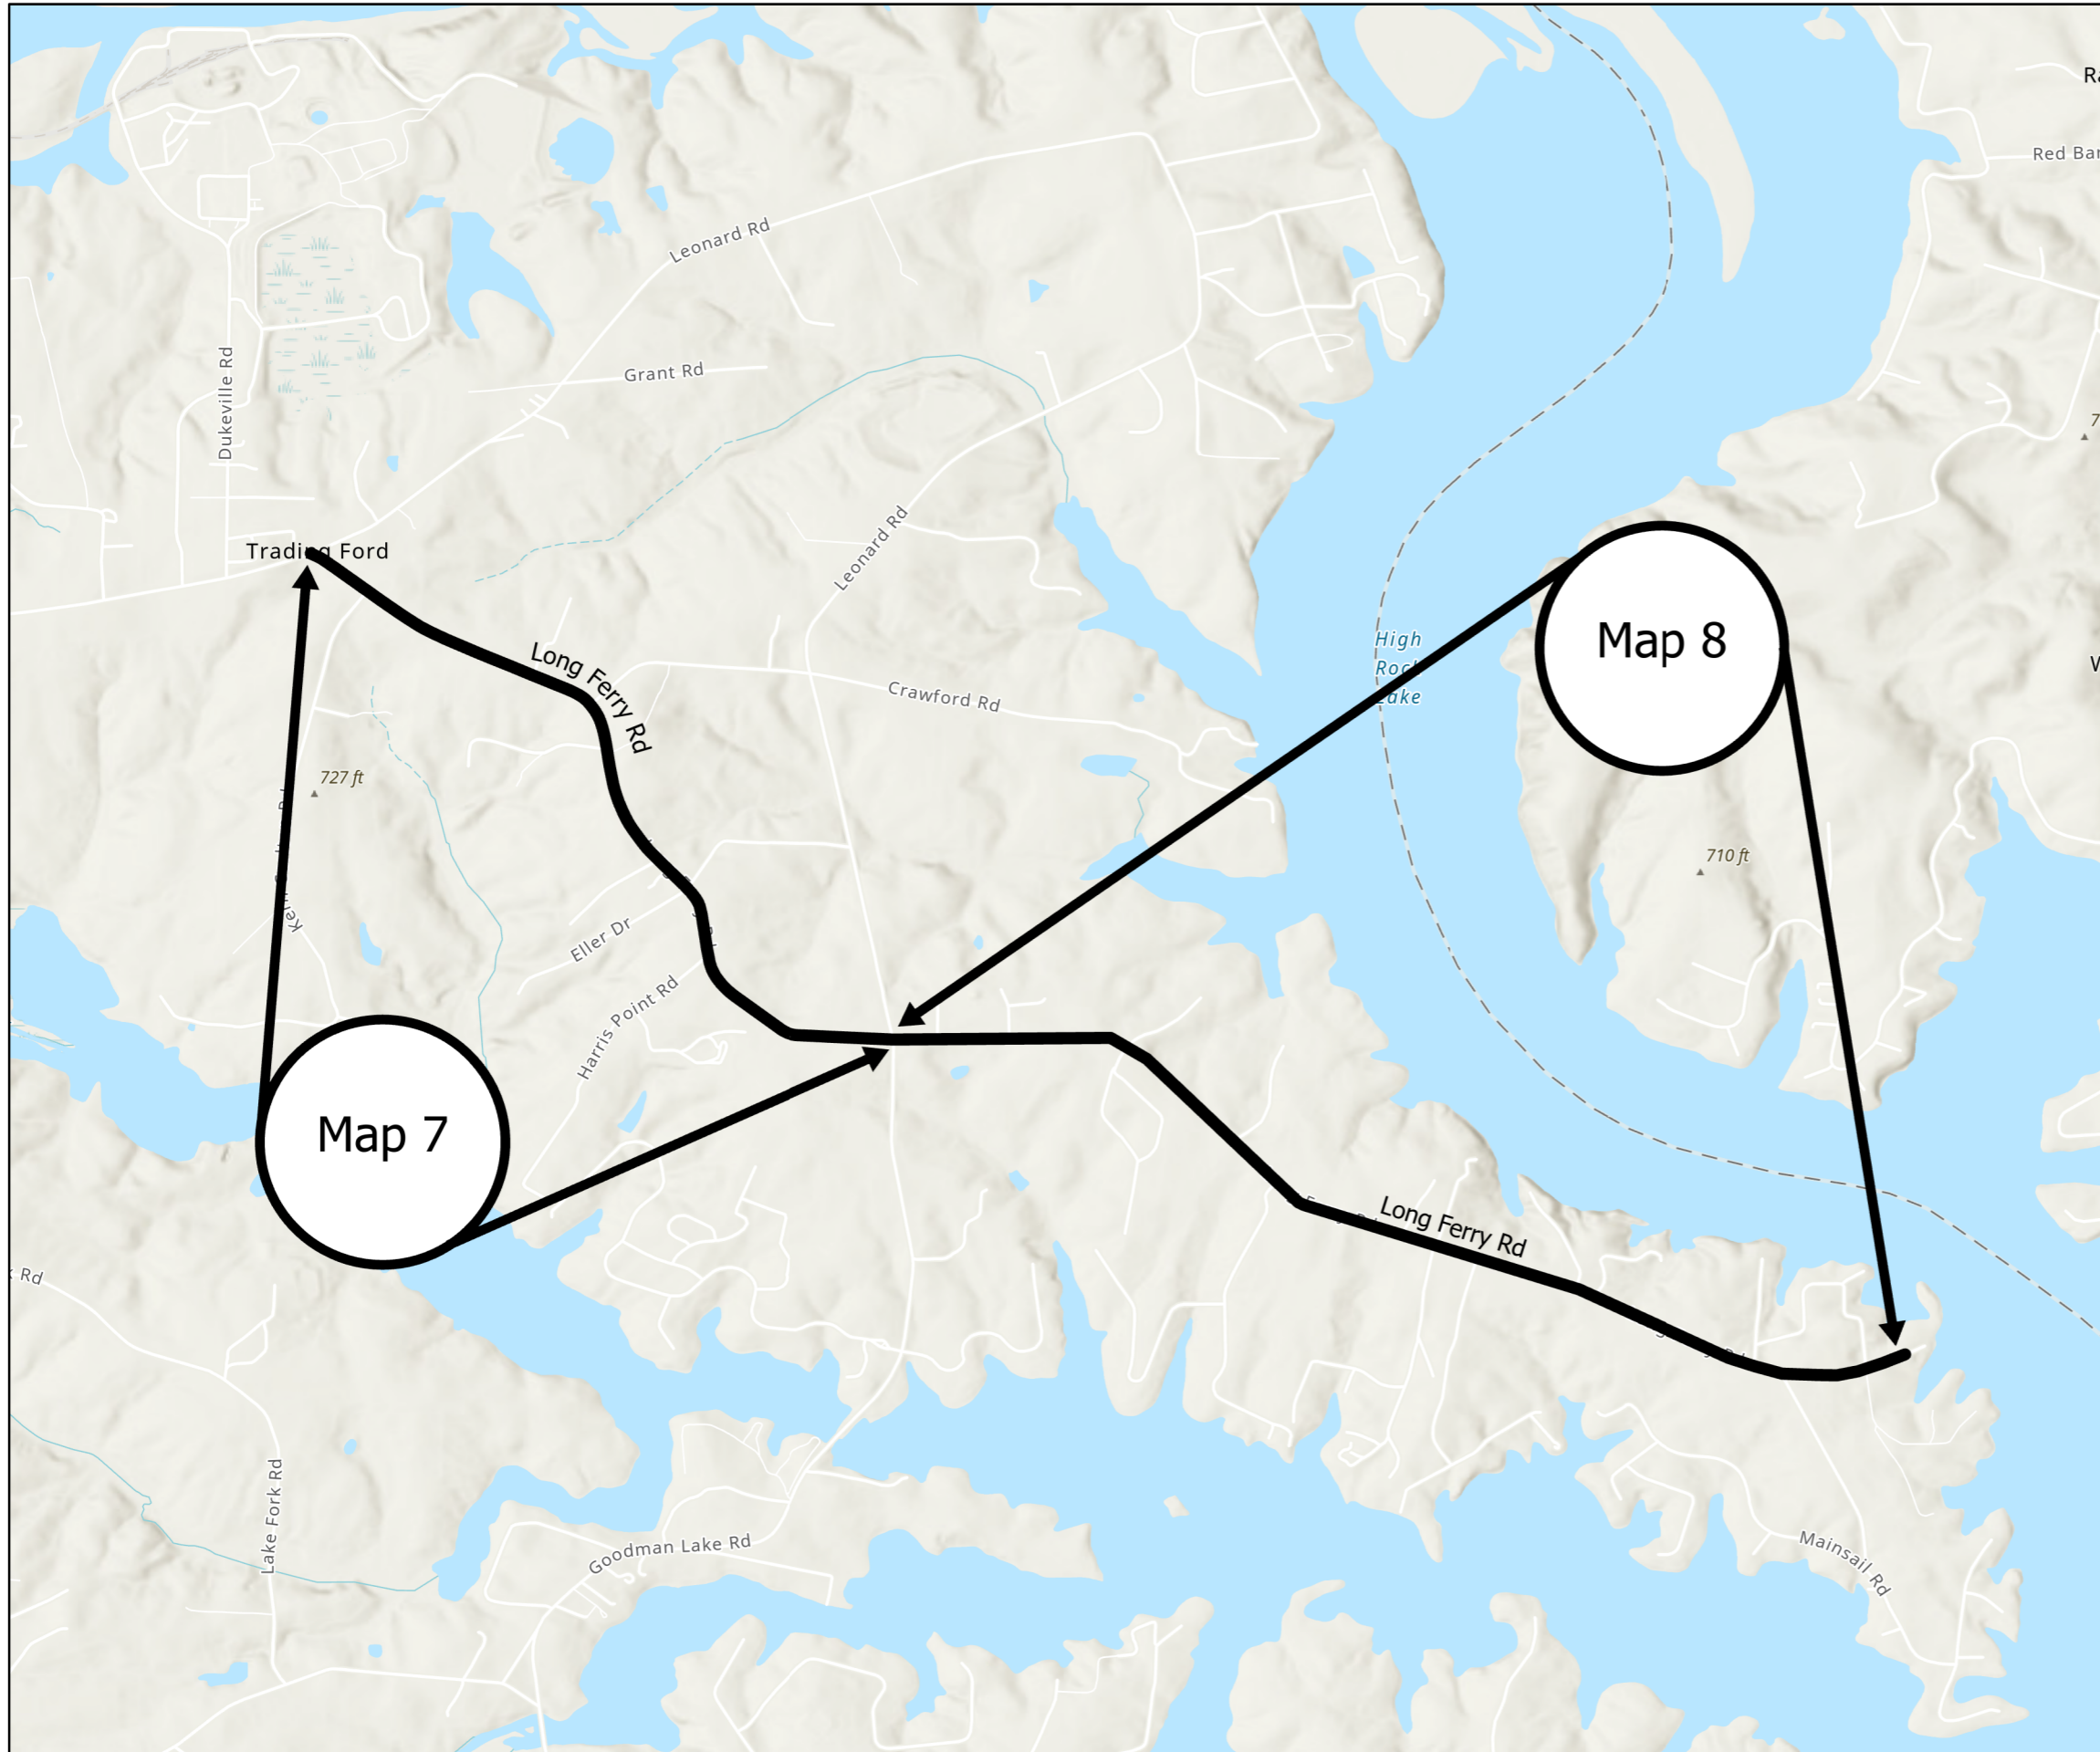 Ra
Red Bar
Leonard Rd
Grant Rd
Dukeville Rd
7
Trading Ford
Leonard Rd
High
Rock
Lake
Map 8
Long Ferry Rd
W
Crawford Rd
727 ft
710 ft
Eller Dr
Harris Point Rd
Map 7
Long Ferry Rd
Rd
Lake Fork Rd
Goodman Lake Rd
Mainsail Rd